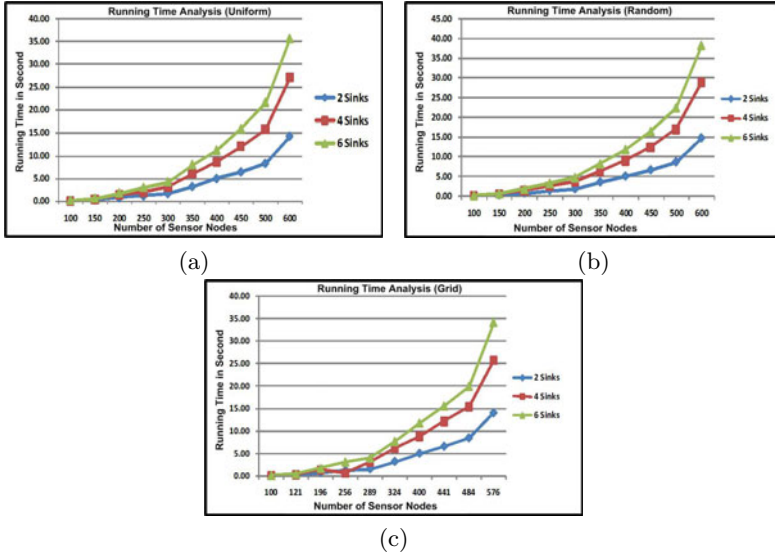 Running Time Analysis (Uniform)
40.00
35.00
30.00
25.00
20.00
15.00
10.00
5.00
0.00
Running Time in Second
100 150 200 250 300 350 400 450 500 600
Number of Sensor Nodes
2 Sinks
4 Sinks
6 Sinks
(a)
Running Time Analysis (Random)
45.00
40.00
35.00
30.00
25.00
20.00
15.00
10.00
5.00
0.00
Running Time in Second
100 150 200 250 300 350 400 450 500 600
Number of Sensor Nodes
2 Sinks
4 Sinks
6 Sinks
(b)
Running Time Analysis (Grid)
40.00
35.00
30.00
25.00
20.00
15.00
10.00
5.00
0.00
Running Time in Second
100 121 196 256 289 324 400 441 484 576
Number of Sensor Nodes
2 Sinks
4 Sinks
6 Sinks
(c)